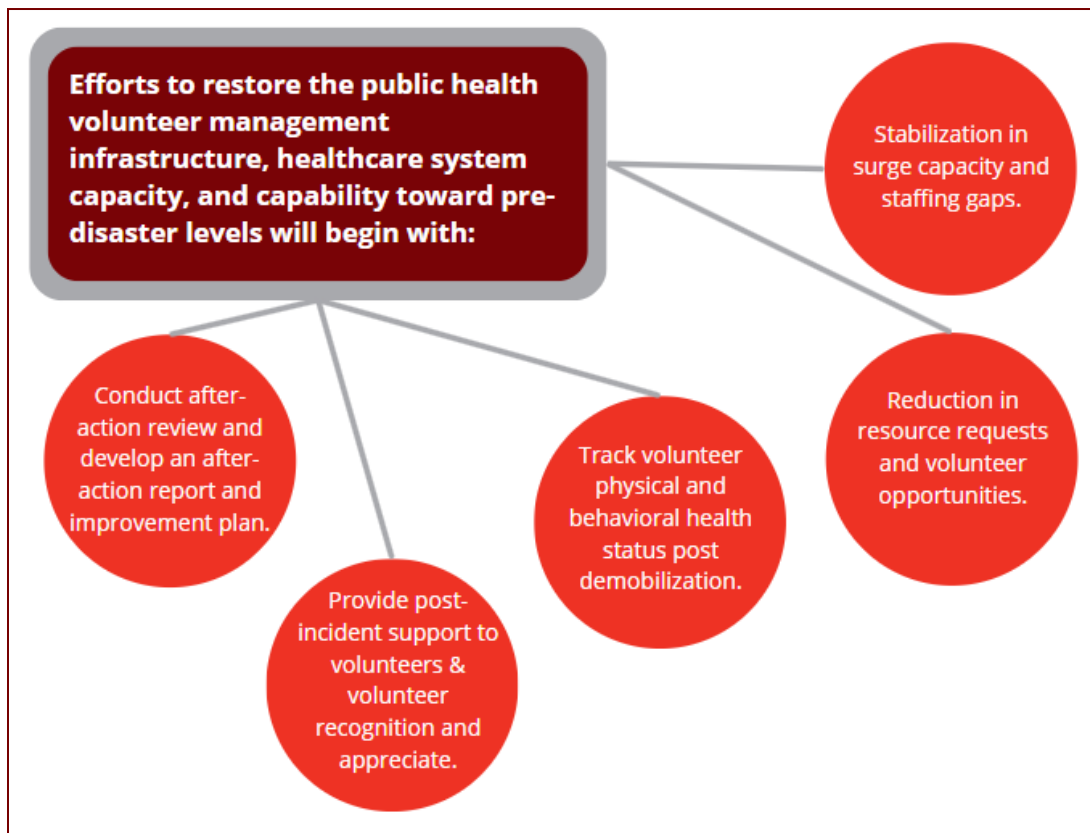 Efforts to restore the public health
volunteer management
infrastructure, healthcare system
capacity, and capability toward pre-
disaster levels will begin with:
Stabilization in
surge capacity and
staffing gaps.
Reduction in
resource requests
and volunteer
opportunities.
Conduct after-
action review and
develop an after-
action report and
improvement plan.
Track volunteer
physical and
behavioral health
status post
demobilization.
Provide post-
incident support to
volunteers &
volunteer
recognition and
appreciate.